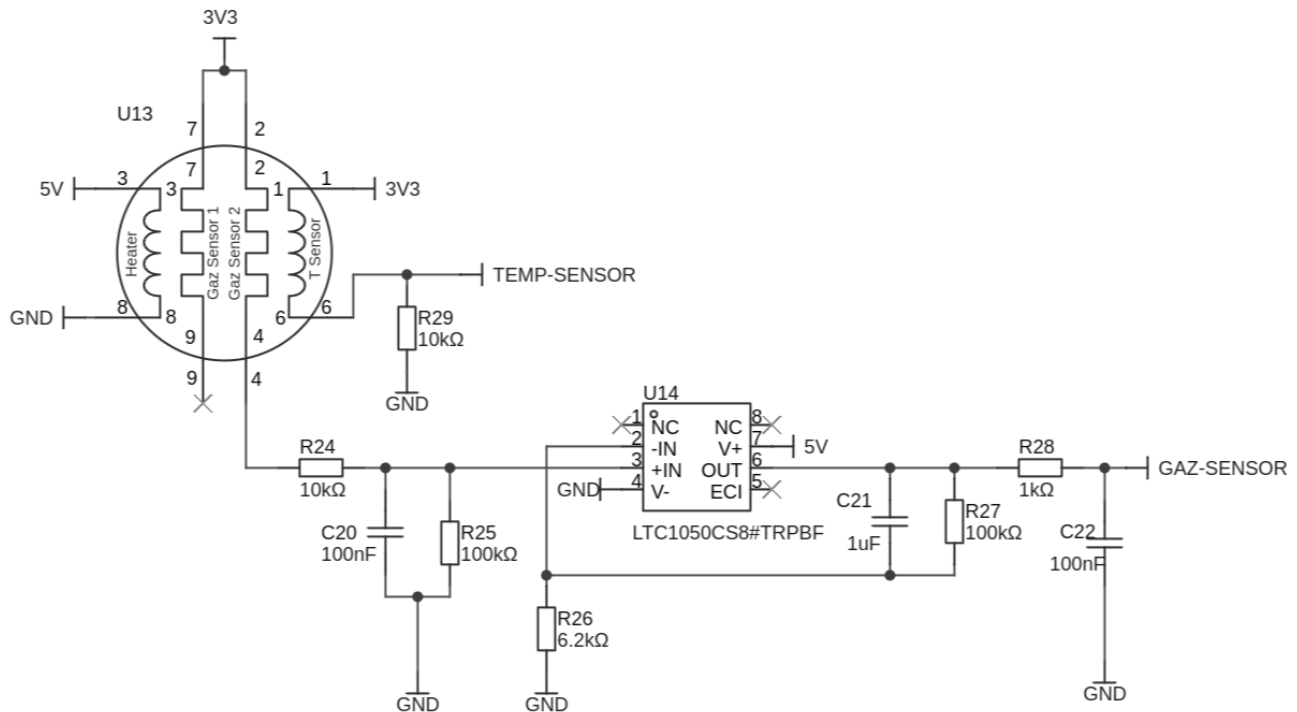 3V3
U13
7
2
7
2
5V
3
3
1
1
3V3
Heater
Gaz Sensor 1
Gaz Sensor 2
T Sensor
TEMP-SENSOR
GND
8
8
6
6
R29
10kΩ
9
4
9
4
GND
U14
1
NC
NC
8
2
-IN
V+
7
5V
3
+IN
OUT
6
GND
4
V-
ECI
5
LTC1050CS8#TRPBF
R24
10kΩ
C20
100nF
R25
100kΩ
C21
1uF
R27
100kΩ
R28
1kΩ
GAZ-SENSOR
C22
100nF
R26
6.2kΩ
GND
GND
GND